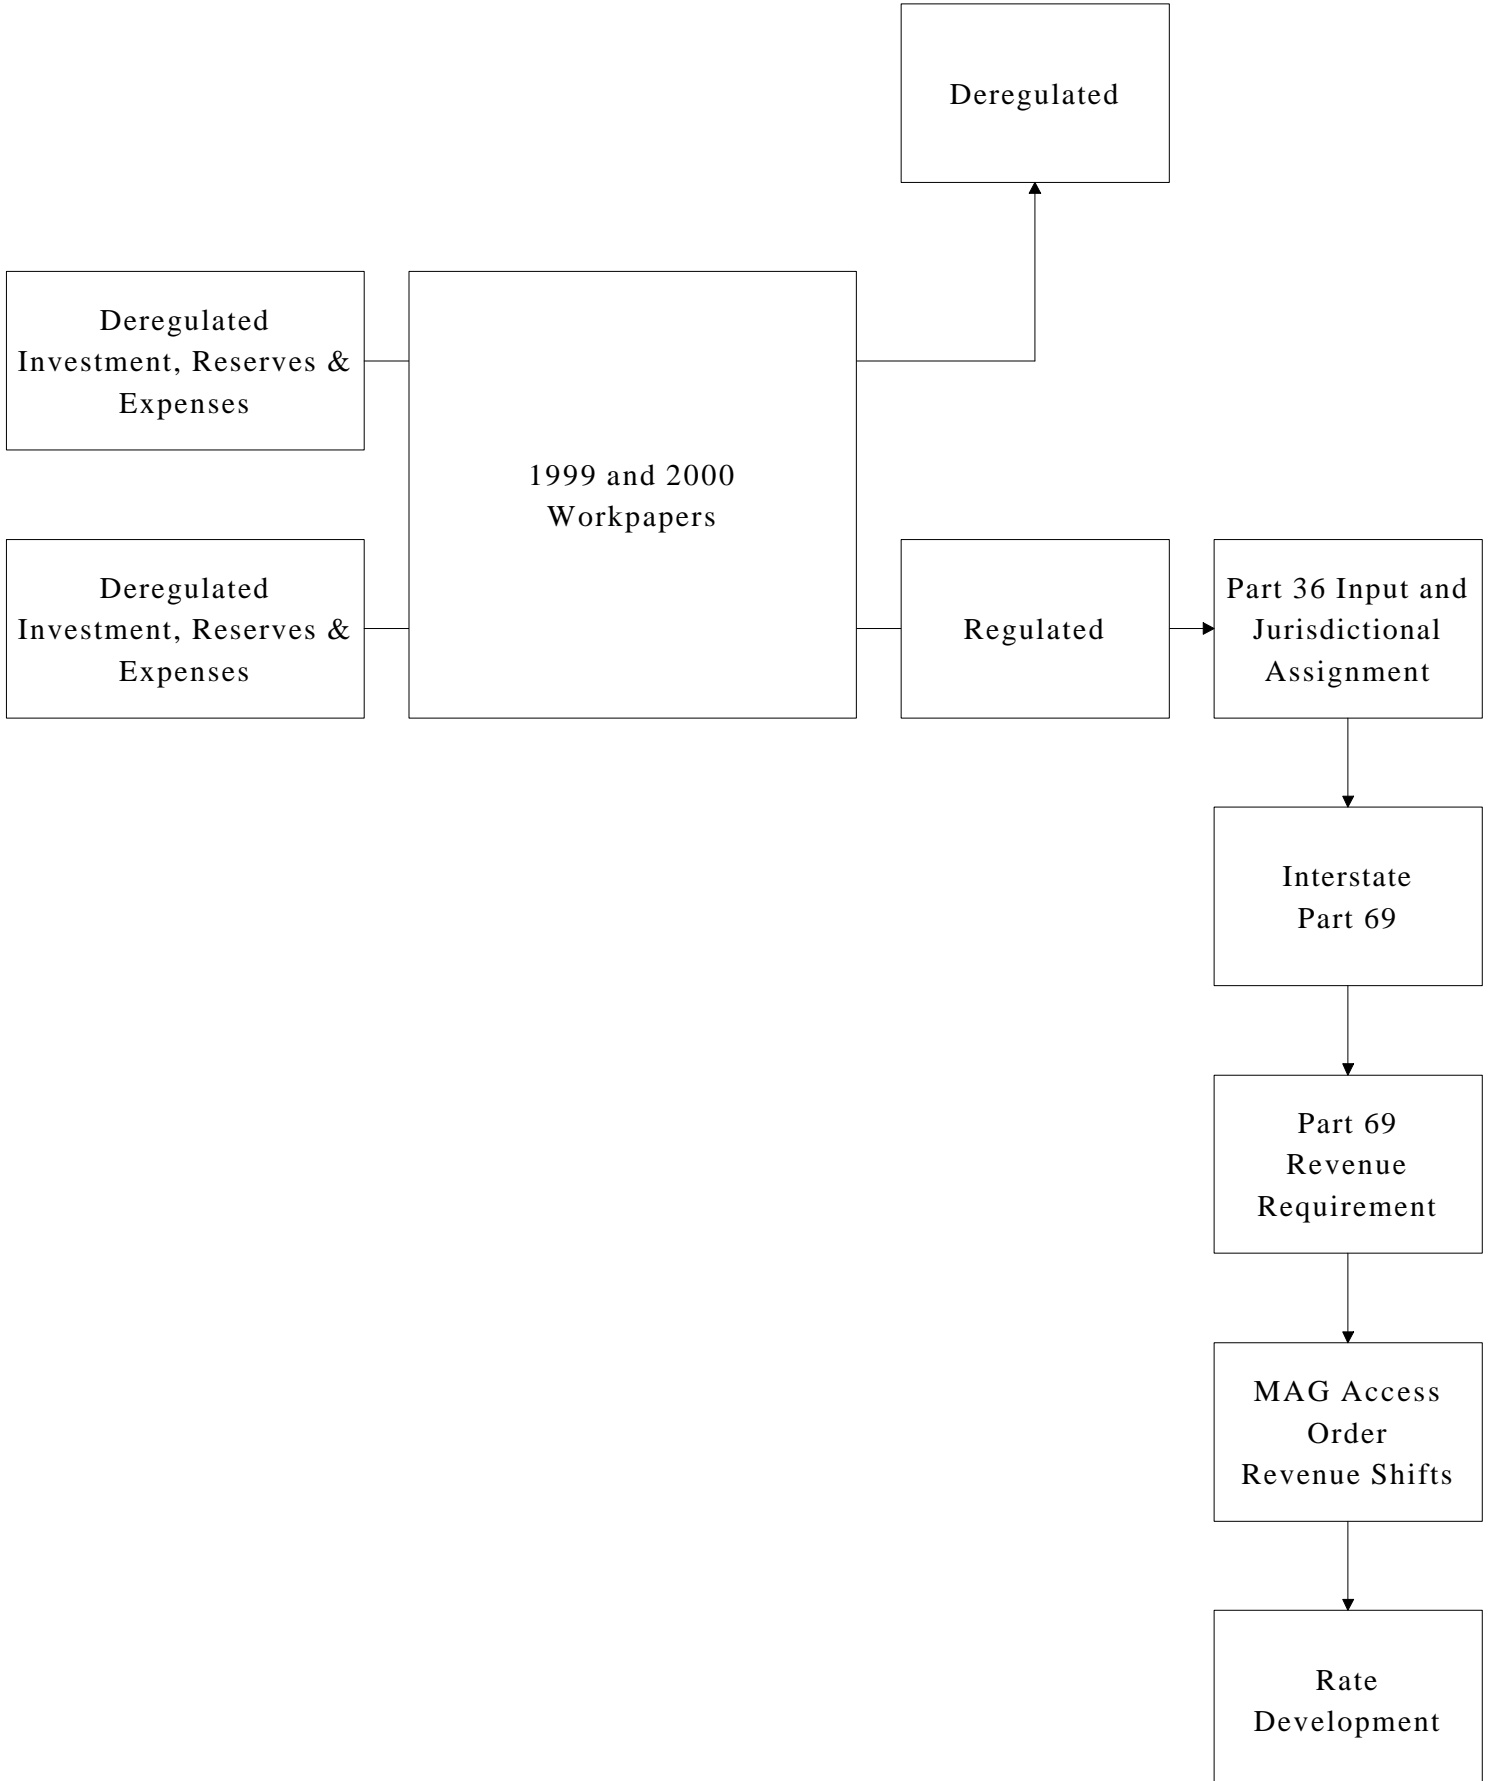 Deregulated
Deregulated
Investment, Reserves &
Expenses
1999 and 2000
Workpapers
Deregulated
Investment, Reserves &
Expenses
Regulated
Part 36 Input and
Jurisdictional
Assignment
Interstate
Part 69
Part 69
Revenue
Requirement
MAG Access
Order
Revenue Shifts
Rate
Development